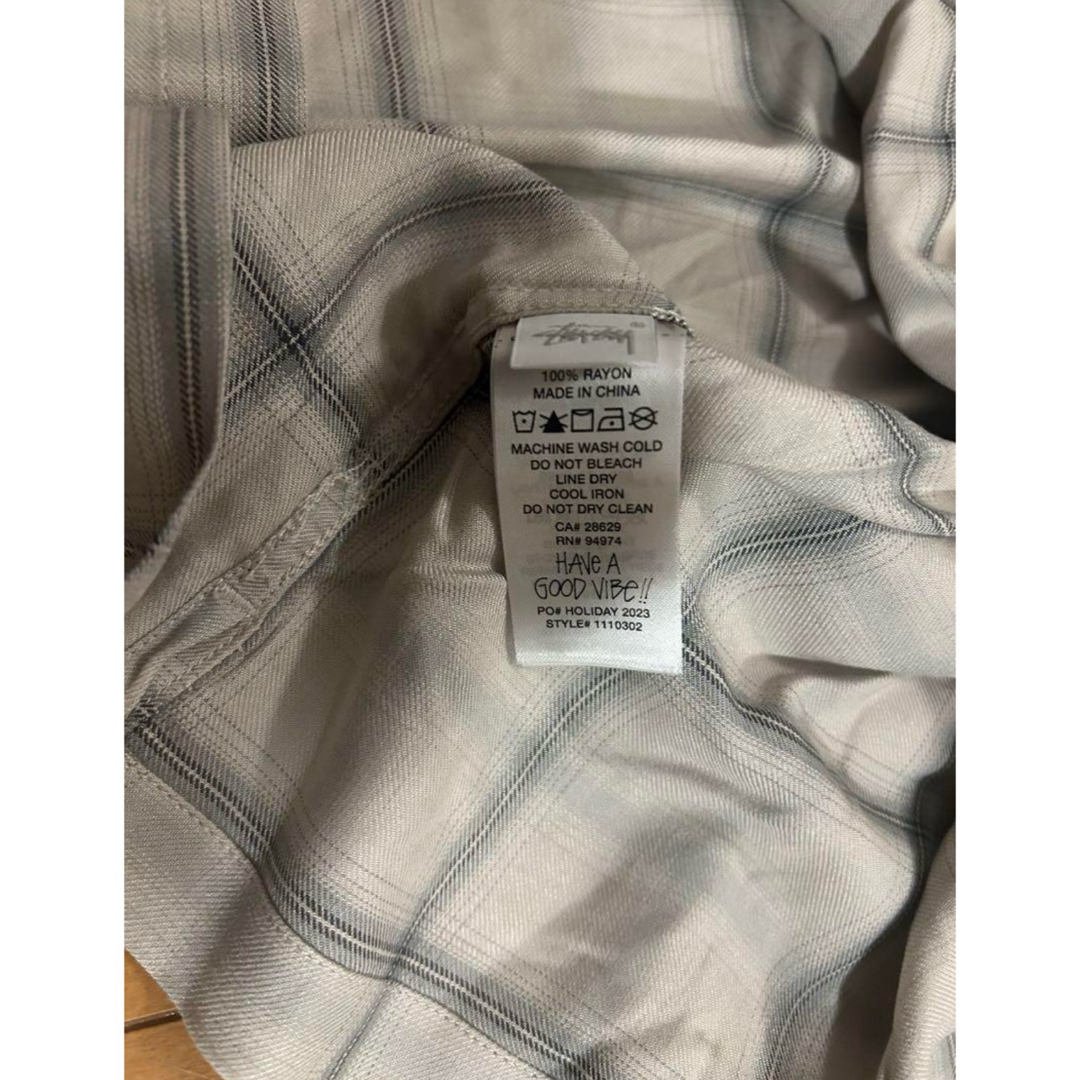 Stüssy ®
100% RAYON
MADE IN CHINA
MACHINE WASH COLD
DO NOT BLEACH
LINE DRY
COOL IRON
DO NOT DRY CLEAN
CA# 28629
RN# 94974
HAVE A
GOOD VIBE!!
PO# HOLIDAY 2023
STYLE# 1110302